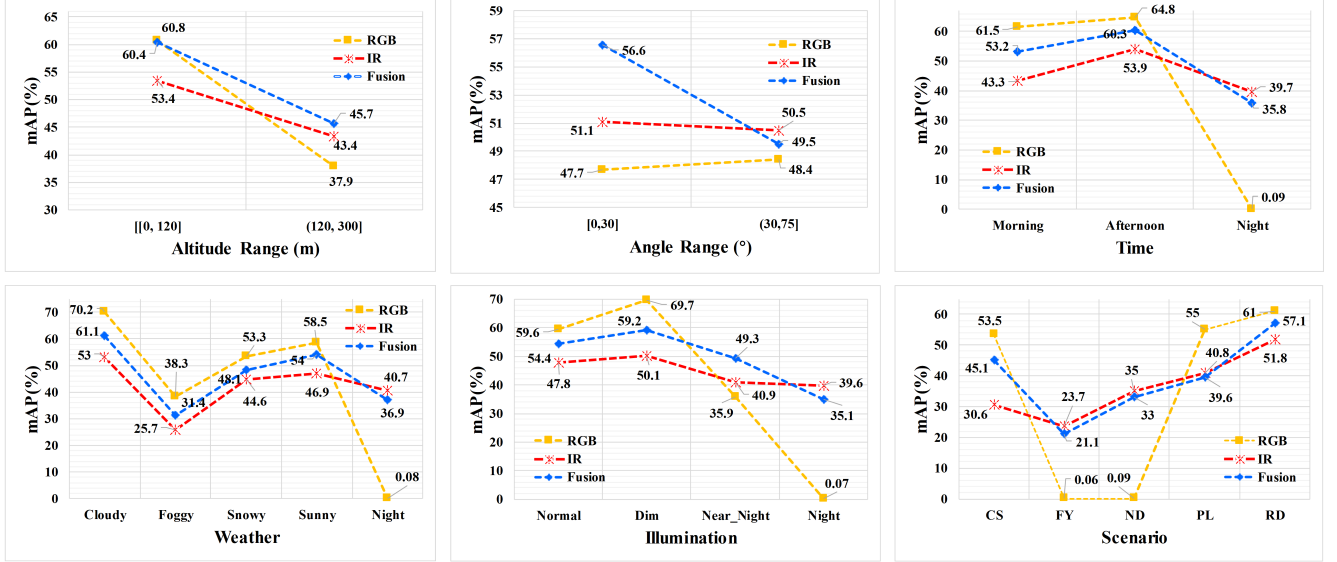 65
60
55
50
45
40
35
30
mAP(%)
60.8
60.4
53.4
45.7
43.4
37.9
RGB
IR
Fusion
[[0, 120]
(120, 300]
Altitude Range (m)
59
57
55
53
51
49
47
45
mAP(%)
56.6
51.1
47.7
50.5
49.5
48.4
RGB
IR
Fusion
[0,30]
(30,75]
Angle Range (°)
60
50
40
30
20
10
0
mAP(%)
61.5
53.2
43.3
64.8
60.3
53.9
39.7
35.8
0.09
RGB
IR
Fusion
Morning
Afternoon
Night
Time
70
60
50
40
30
20
10
0
mAP(%)
70.2
61.1
53
38.3
31.4
25.7
53.3
48.1
44.6
58.5
54
46.9
40.7
36.9
0.08
RGB
IR
Fusion
Cloudy
Foggy
Snowy
Sunny
Night
Weather
70
60
50
40
30
20
10
0
mAP(%)
59.6
54.4
47.8
69.7
59.2
50.1
49.3
40.9
35.9
39.6
35.1
0.07
RGB
IR
Fusion
Normal
Dim
Near_Night
Night
Illumination
60
50
40
30
20
10
0
mAP(%)
53.5
45.1
30.6
23.7
21.1
0.06
35
33
0.09
55
40.8
39.6
61
57.1
51.8
RGB
IR
Fusion
CS
FY
ND
PL
RD
Scenario